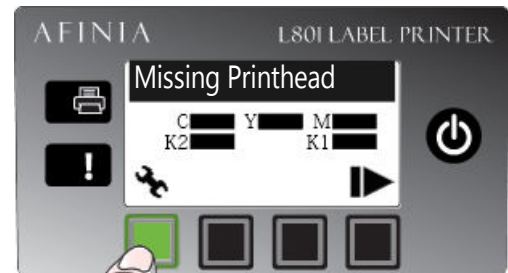 AFINIA L801 LABEL PRINTER
Missing Printhead
C Y M
K2 K1
!